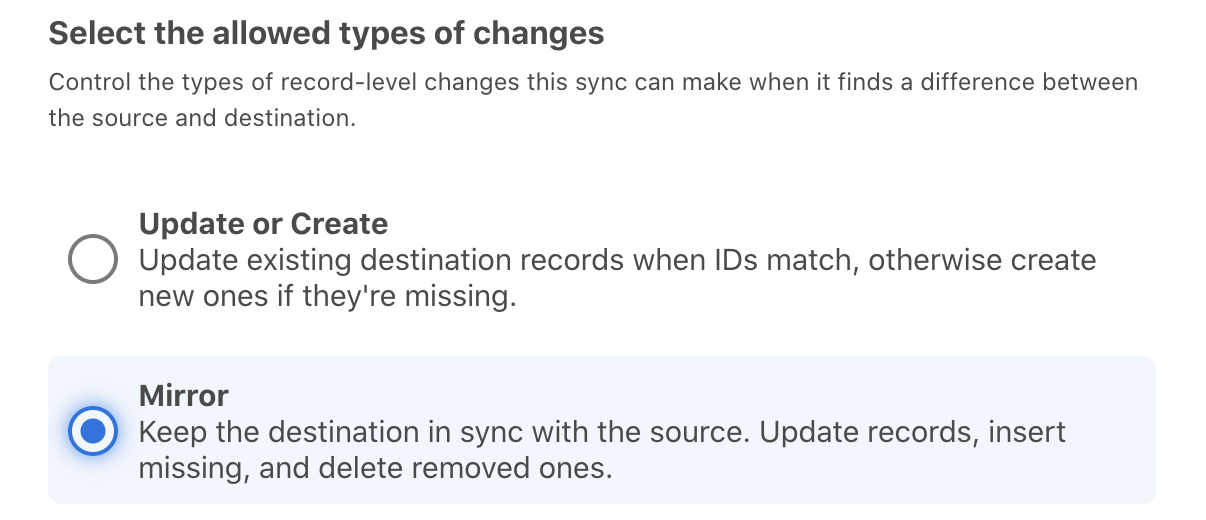 Select the allowed types of changes
Control the types of record-level changes this sync can make when it finds a difference between
the source and destination.
Update or Create
Update existing destination records when IDs match, otherwise create
new ones if they're missing.
Mirror
Keep the destination in sync with the source. Update records, insert
missing, and delete removed ones.